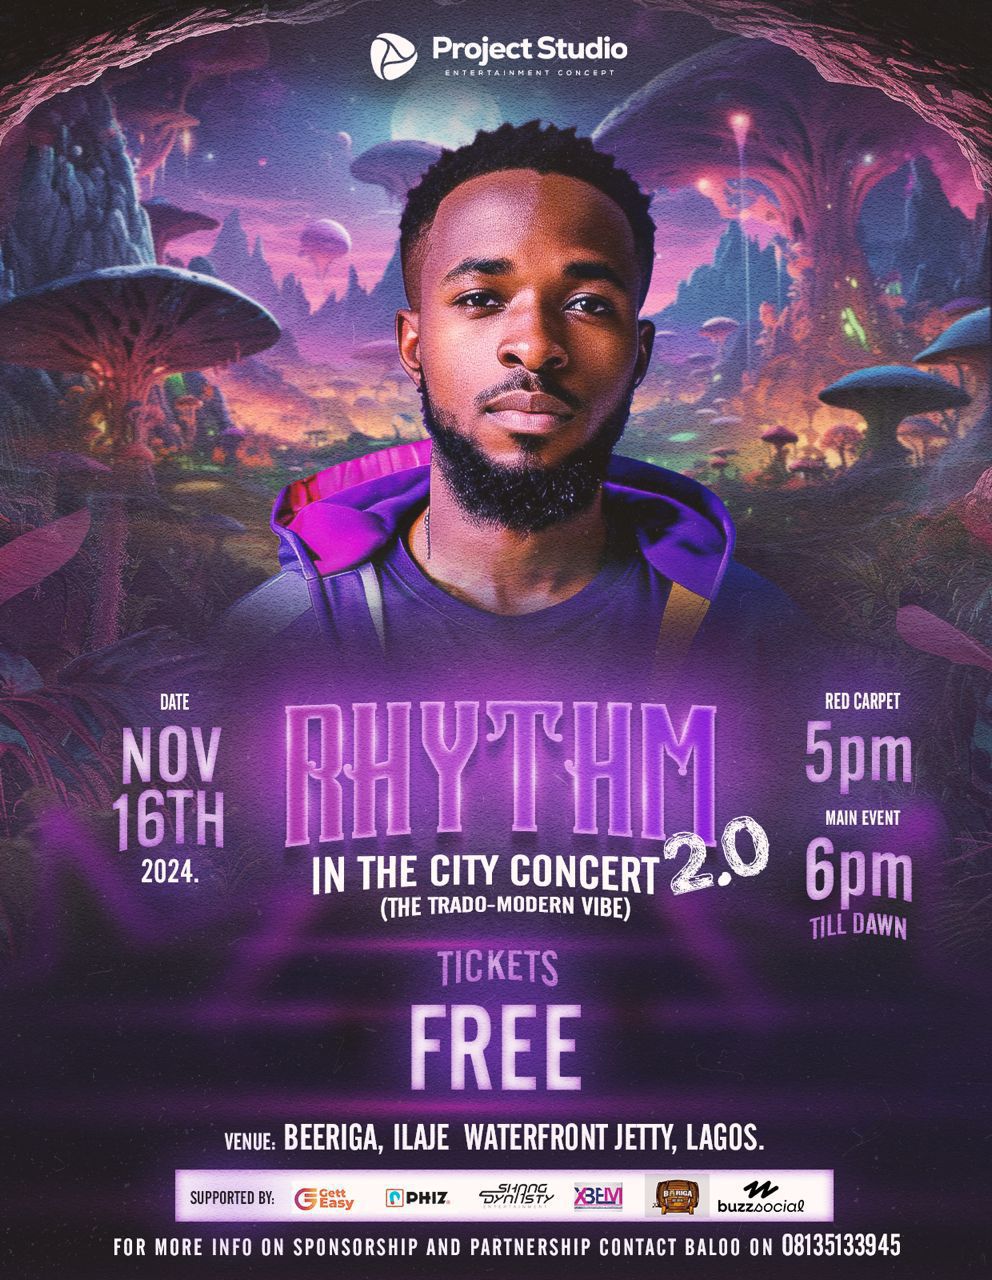 Project Studio
ENTERTAINMENT CONCEPT
DATE
NOV
16TH
2024.
RHYTHM
IN THE CITY CONCERT 2.0
(THE TRADO-MODERN VIBE)
RED CARPET
5pm
MAIN EVENT
6pm
TILL DAWN
TICKETS
FREE
VENUE: BEERIGA, ILAJE WATERFRONT JETTY, LAGOS.
SUPPORTED BY: Gett Easy PHIZ SHANG DYNASTY ENTERTAINMENT XBEM BEERIGA buzzsocial
FOR MORE INFO ON SPONSORSHIP AND PARTNERSHIP CONTACT BALOO ON 08135133945